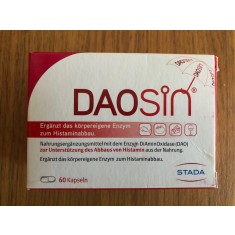 DAOSiN®
Ergänzt das körpereigene Enzym
zum Histaminabbau.
Nahrungsergänzungsmittel mit dem Enzym DiAminOxidase (DAO)
zur Unterstützung des Abbaus von Histamin aus der Nahrung.
Ergänzt das körpereigene Enzym zum Histaminabbau.
60 Kapseln
STADA